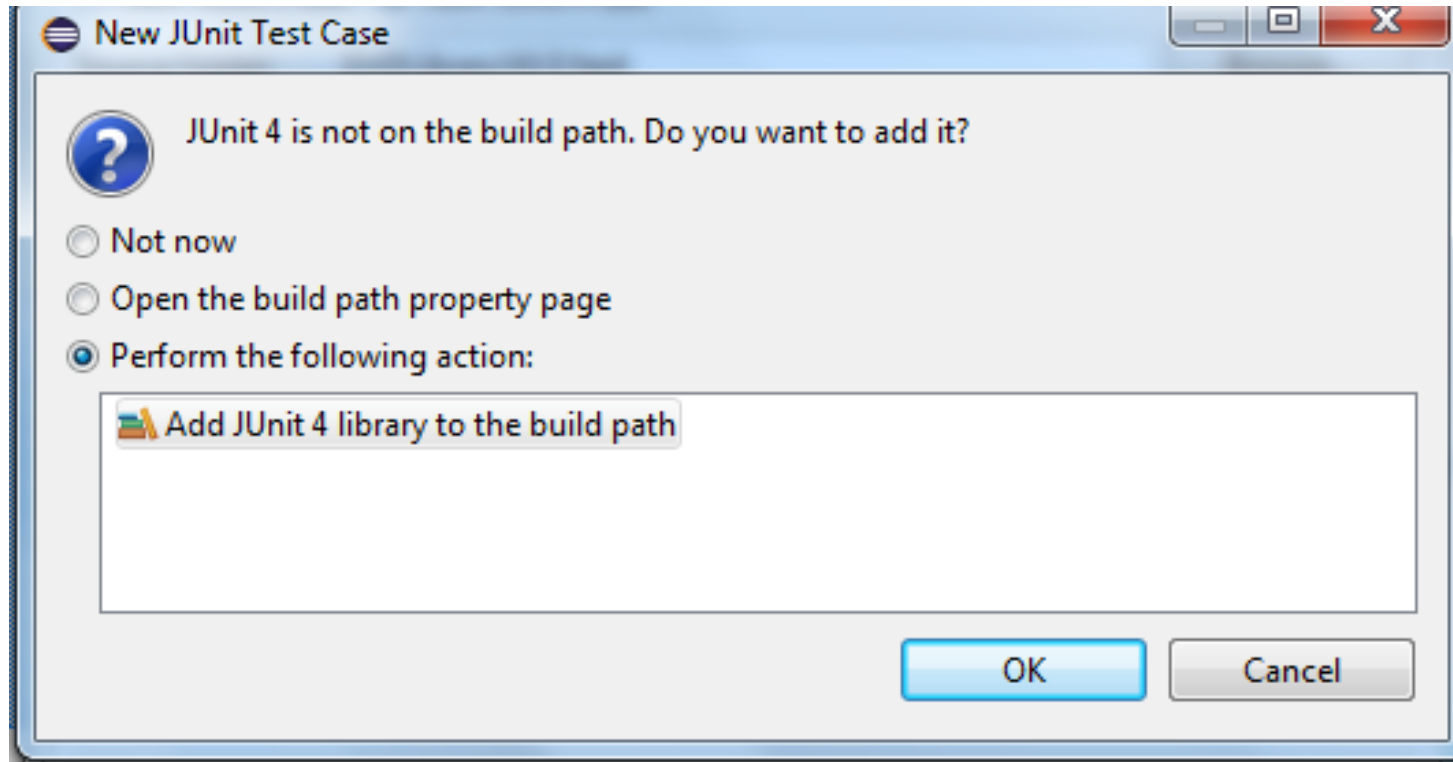 New JUnit Test Case
JUnit 4 is not on the build path. Do you want to add it?
Not now
Open the build path property page
Perform the following action:
Add JUnit 4 library to the build path
OK Cancel